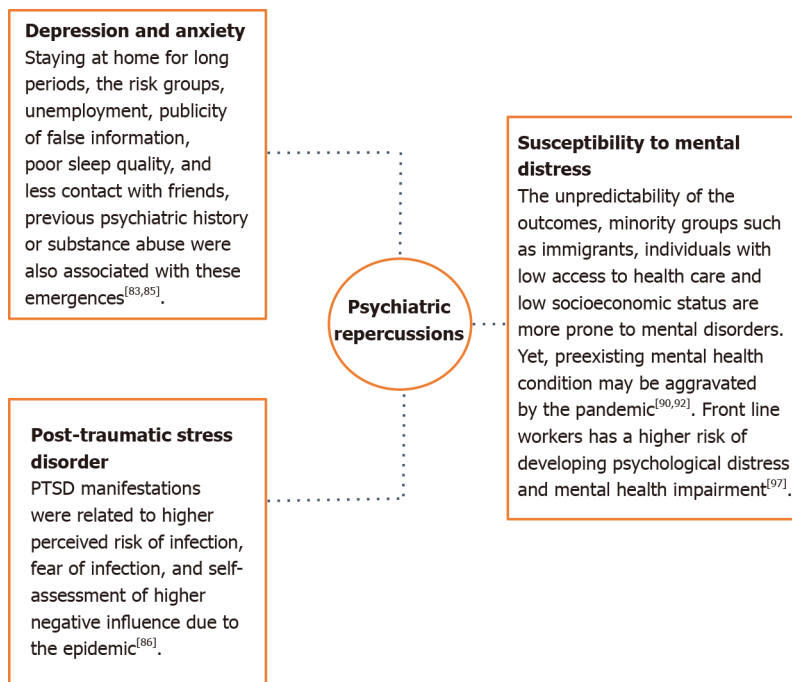 Depression and anxiety
Staying at home for long
periods, the risk groups,
unemployment, publicity
of false information,
poor sleep quality, and
less contact with friends,
previous psychiatric history
or substance abuse were
also associated with these
emergences[83,85].
Psychiatric
repercussions
Susceptibility to mental
distress
The unpredictability of the
outcomes, minority groups such
as immigrants, individuals with
low access to health care and
low socioeconomic status are
more prone to mental disorders.
Yet, preexisting mental health
condition may be aggravated
by the pandemic[90,92]. Front line
workers has a higher risk of
developing psychological distress
and mental health impairment[97].
Post-traumatic stress
disorder
PTSD manifestations
were related to higher
perceived risk of infection,
fear of infection, and self-
assessment of higher
negative influence due to
the epidemic[86].